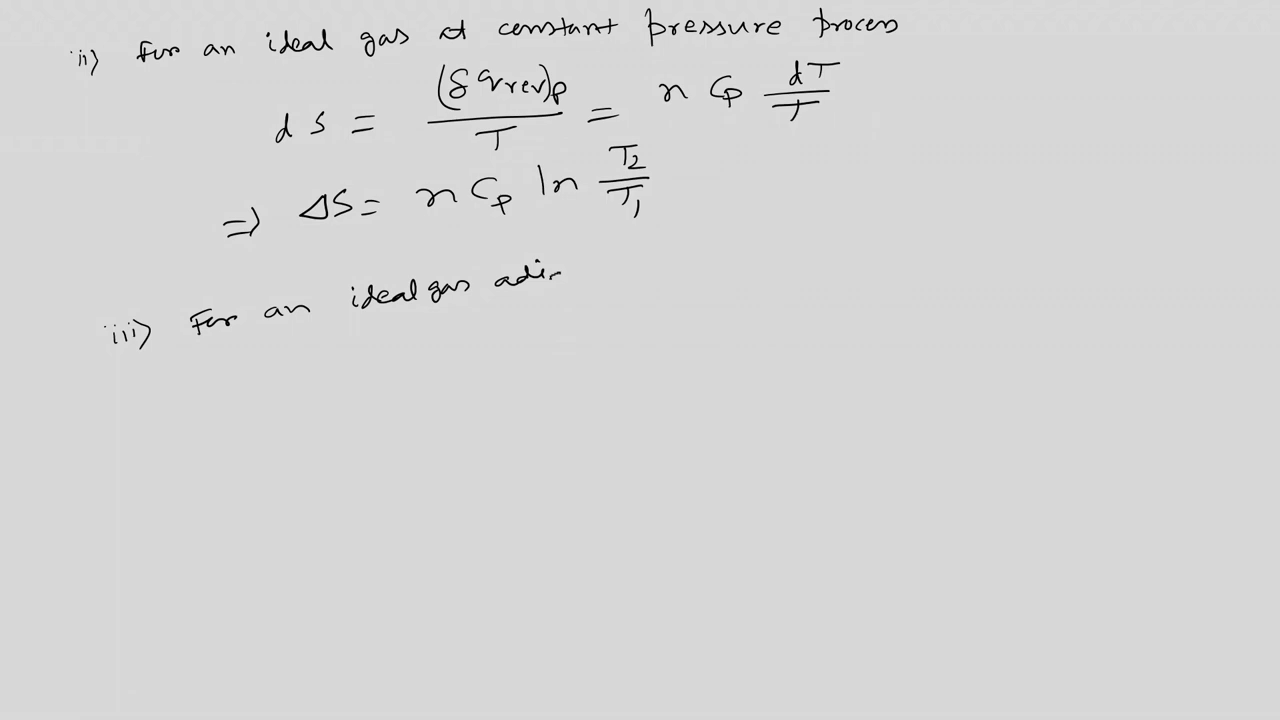 ii) For an ideal gas at constant pressure process
dS = (δqrev)p / T = n Cp dT/T
⇒ ΔS = n Cp ln T2/T1
iii) For an ideal gas adi